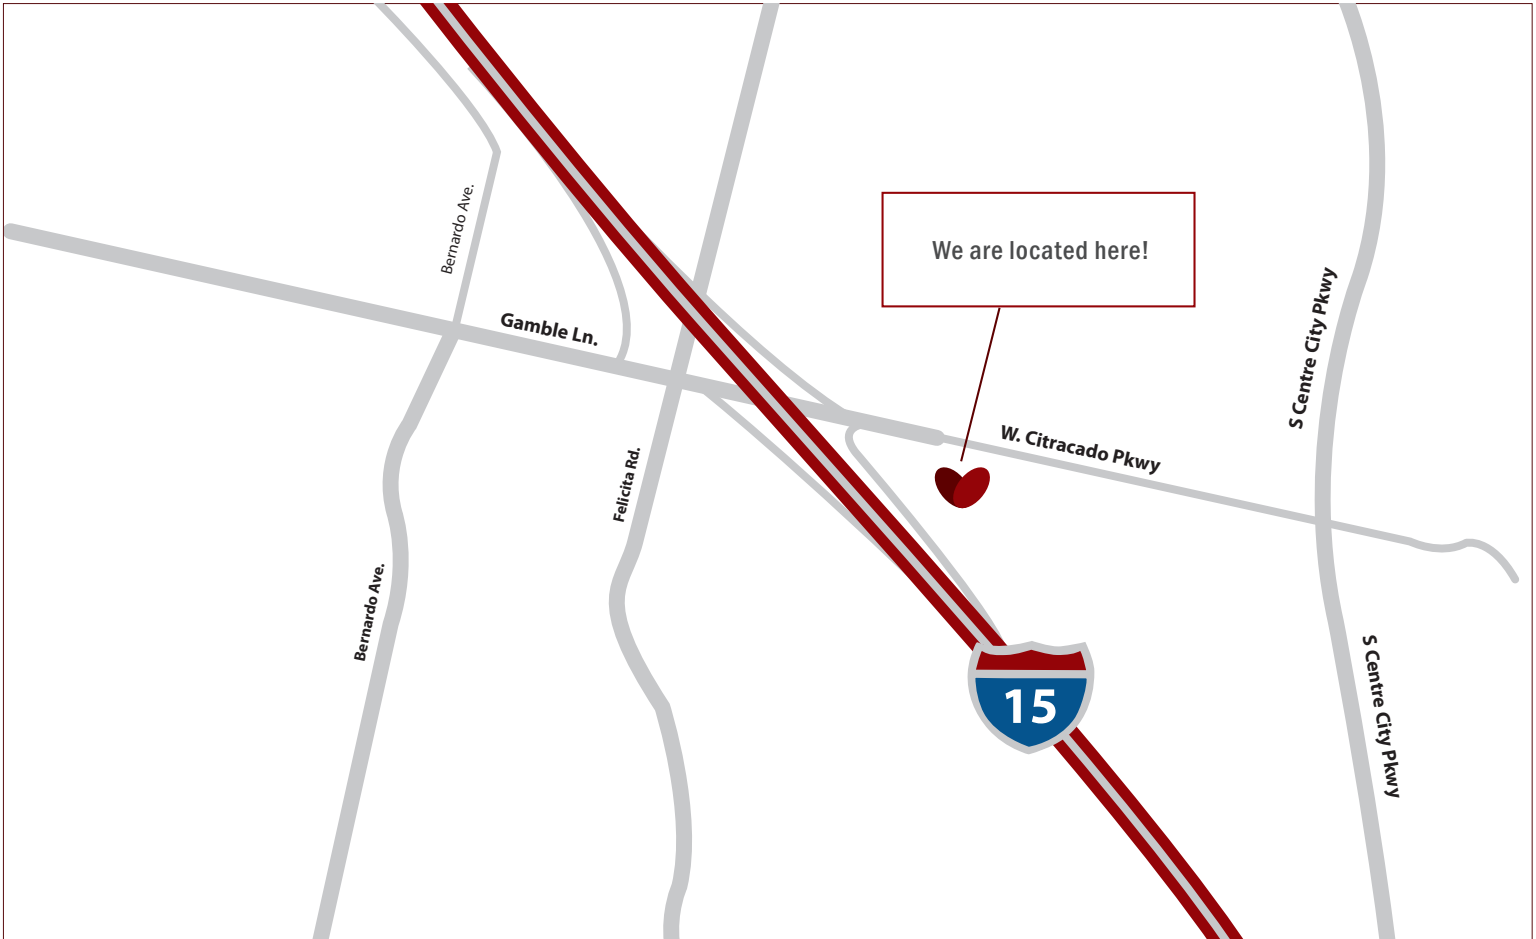 Bernardo Ave.
We are located here!
Gamble Ln.
S Centre City Pkwy
W. Citracado Pkwy
Felicita Rd.
Bernardo Ave.
15
S Centre City Pkwy